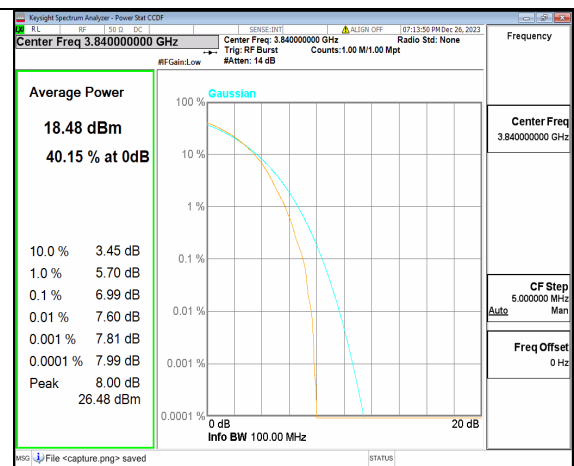 Keysight Spectrum Analyzer - Power Stat CCDF
RL RF 50 Ω DC SENSE:INT ALIGN OFF 07:13:50 PM Dec 26, 2023
Center Freq 3.840000000 GHz
Center Freq: 3.840000000 GHz Radio Std: None
Trig: RF Burst Counts:1.00 M/1.00 Mpt
#IFGain:Low #Atten: 14 dB
Frequency
Average Power
18.48 dBm
40.15 % at 0dB
10.0 % 3.45 dB
1.0 % 5.70 dB
0.1 % 6.99 dB
0.01 % 7.60 dB
0.001 % 7.81 dB
0.0001 % 7.99 dB
Peak 8.00 dB
26.48 dBm
Gaussian
100 %
10 %
1 %
0.1 %
0.01 %
0.001 %
0.0001 %
0 dB 20 dB
Info BW 100.00 MHz
Center Freq
3.840000000 GHz
CF Step
5.000000 MHz
Auto Man
Freq Offset
0 Hz
MSG File <capture.png> saved STATUS